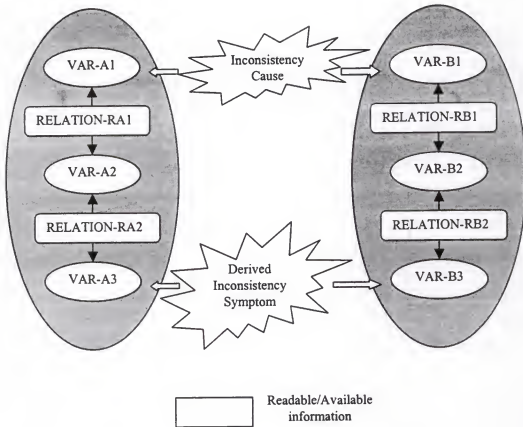 VAR-A1
Inconsistency
Cause
VAR-B1
RELATION-RA1
RELATION-RB1
VAR-A2
VAR-B2
RELATION-RA2
RELATION-RB2
VAR-A3
Derived
Inconsistency
Symptom
VAR-B3
Readable/Available
information